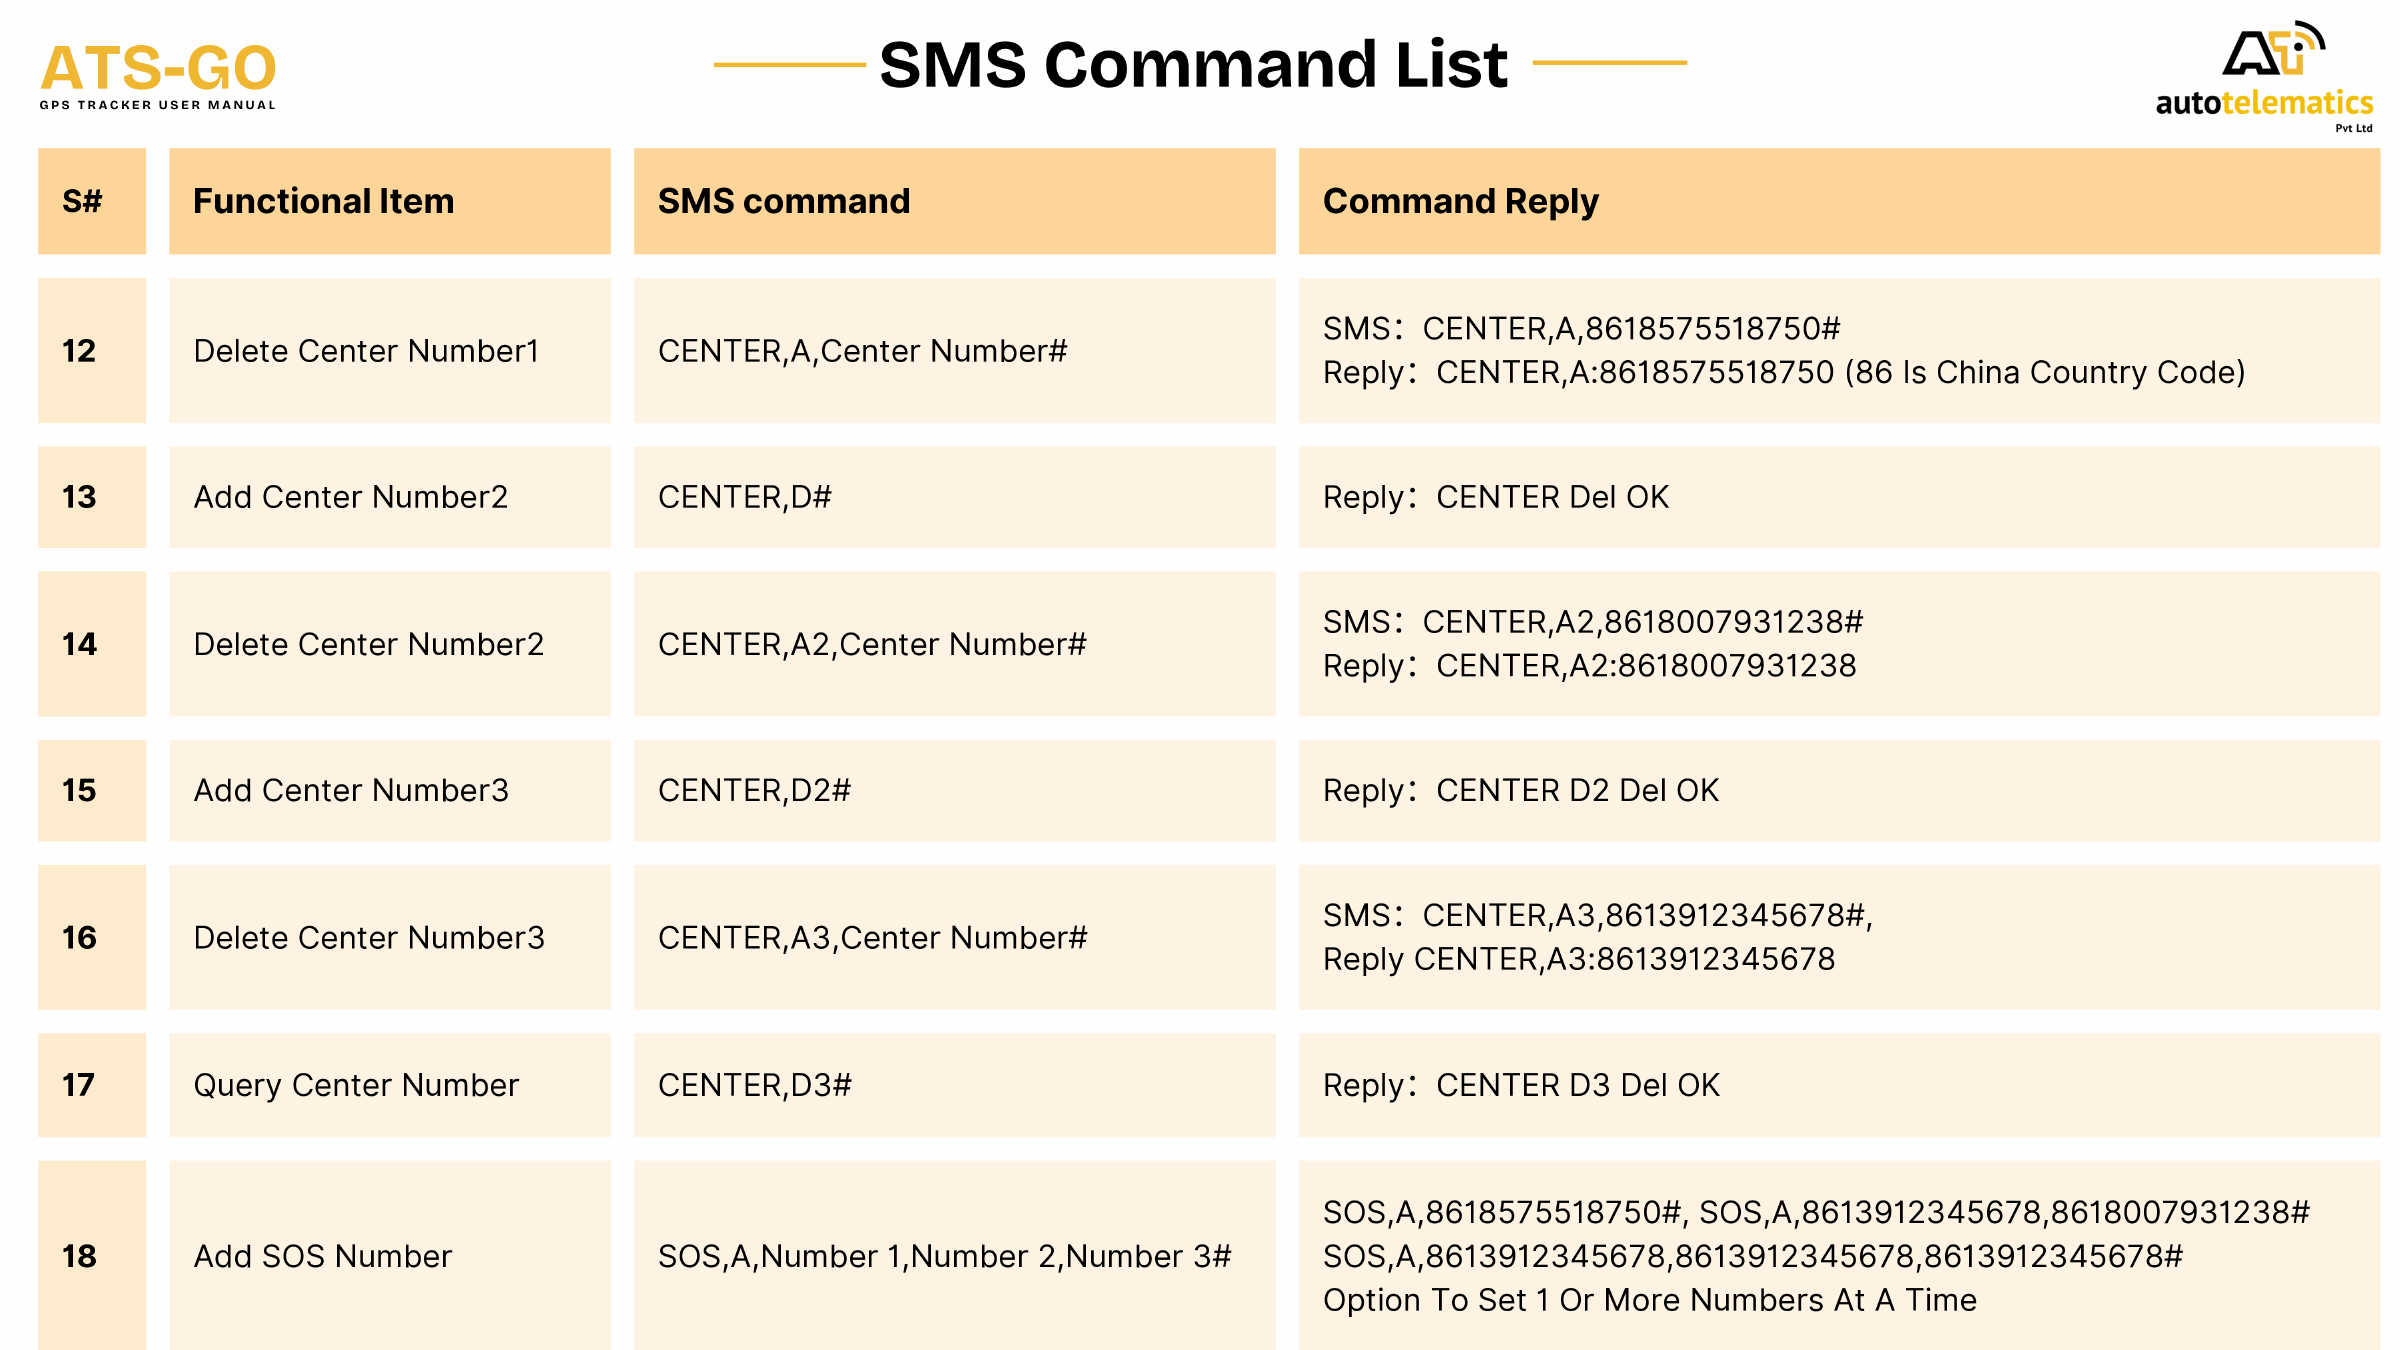 ATS-GO
GPS TRACKER USER MANUAL
SMS Command List
autotelematics
Pvt Ltd
S# Functional Item SMS command Command Reply
12 Delete Center Number1 CENTER,A,Center Number# SMS：CENTER,A,8618575518750#
Reply：CENTER,A:8618575518750 (86 Is China Country Code)
13 Add Center Number2 CENTER,D# Reply：CENTER Del OK
14 Delete Center Number2 CENTER,A2,Center Number# SMS：CENTER,A2,8618007931238#
Reply：CENTER,A2:8618007931238
15 Add Center Number3 CENTER,D2# Reply：CENTER D2 Del OK
16 Delete Center Number3 CENTER,A3,Center Number# SMS：CENTER,A3,8613912345678#,
Reply CENTER,A3:8613912345678
17 Query Center Number CENTER,D3# Reply：CENTER D3 Del OK
18 Add SOS Number SOS,A,Number 1,Number 2,Number 3# SOS,A,8618575518750#, SOS,A,8613912345678,8618007931238#
SOS,A,8613912345678,8613912345678,8613912345678#
Option To Set 1 Or More Numbers At A Time